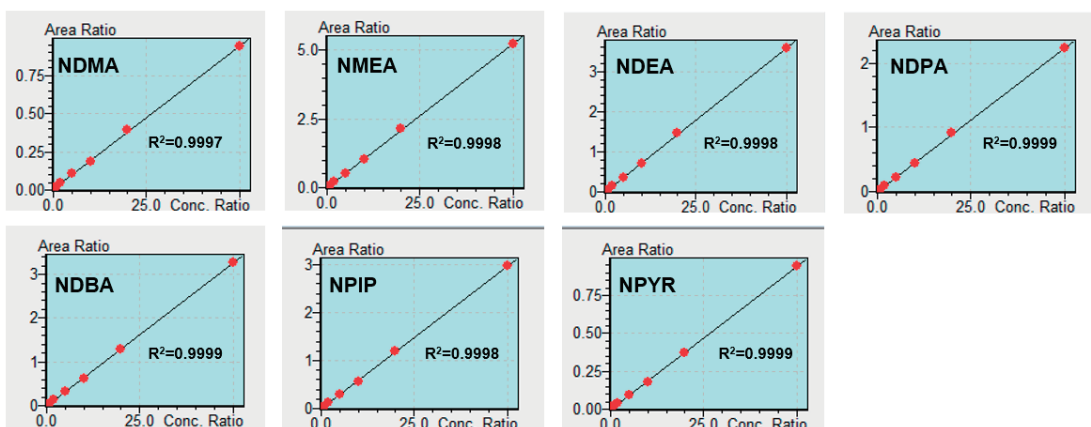 Area Ratio
NDMA
0.75
0.50
0.25
0.00
R²=0.9997
0.0 25.0 Conc. Ratio
Area Ratio
NMEA
5.0
2.5
0.0
R²=0.9998
0.0 25.0 Conc. Ratio
Area Ratio
NDEA
3
2
1
0
R²=0.9998
0.0 25.0 Conc. Ratio
Area Ratio
NDPA
2
1
0
R²=0.9999
0.0 25.0 Conc. Ratio
Area Ratio
NDBA
3
2
1
0
R²=0.9999
0.0 25.0 Conc. Ratio
Area Ratio
NPIP
3
2
1
0
R²=0.9998
0.0 25.0 Conc. Ratio
Area Ratio
NPYR
0.75
0.50
0.25
0.00
R²=0.9999
0.0 25.0 Conc. Ratio